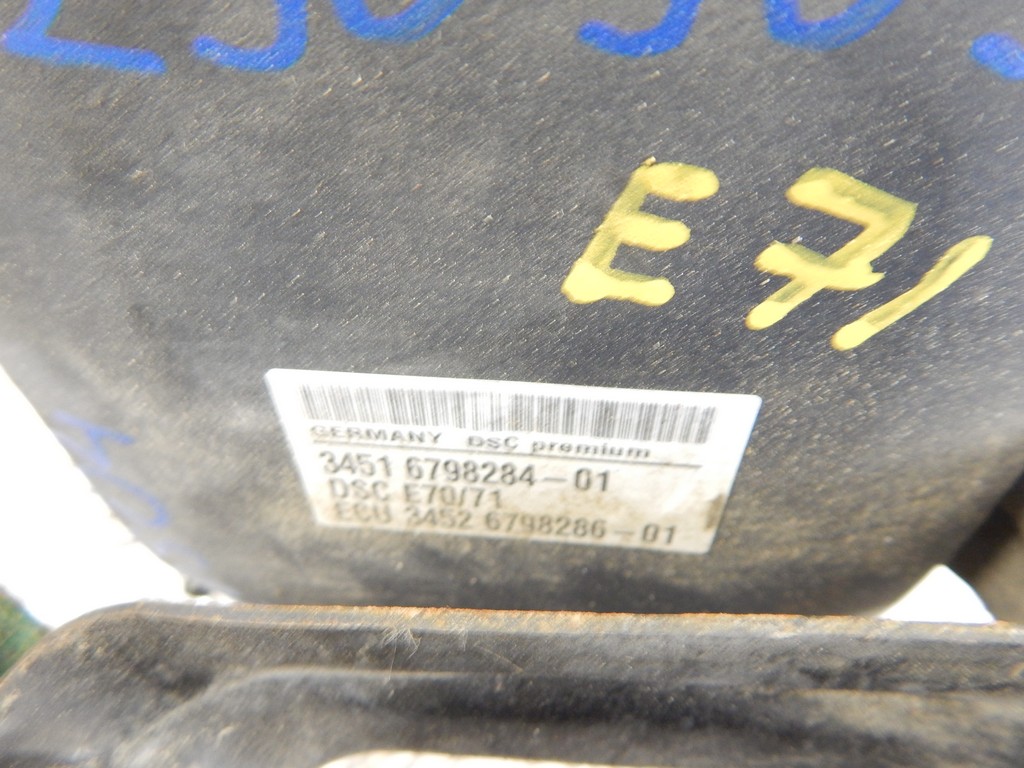 E71
GERMANY DSC premium
3451 6798284-01
DSC E70/71
ECU 3452 6798286-01